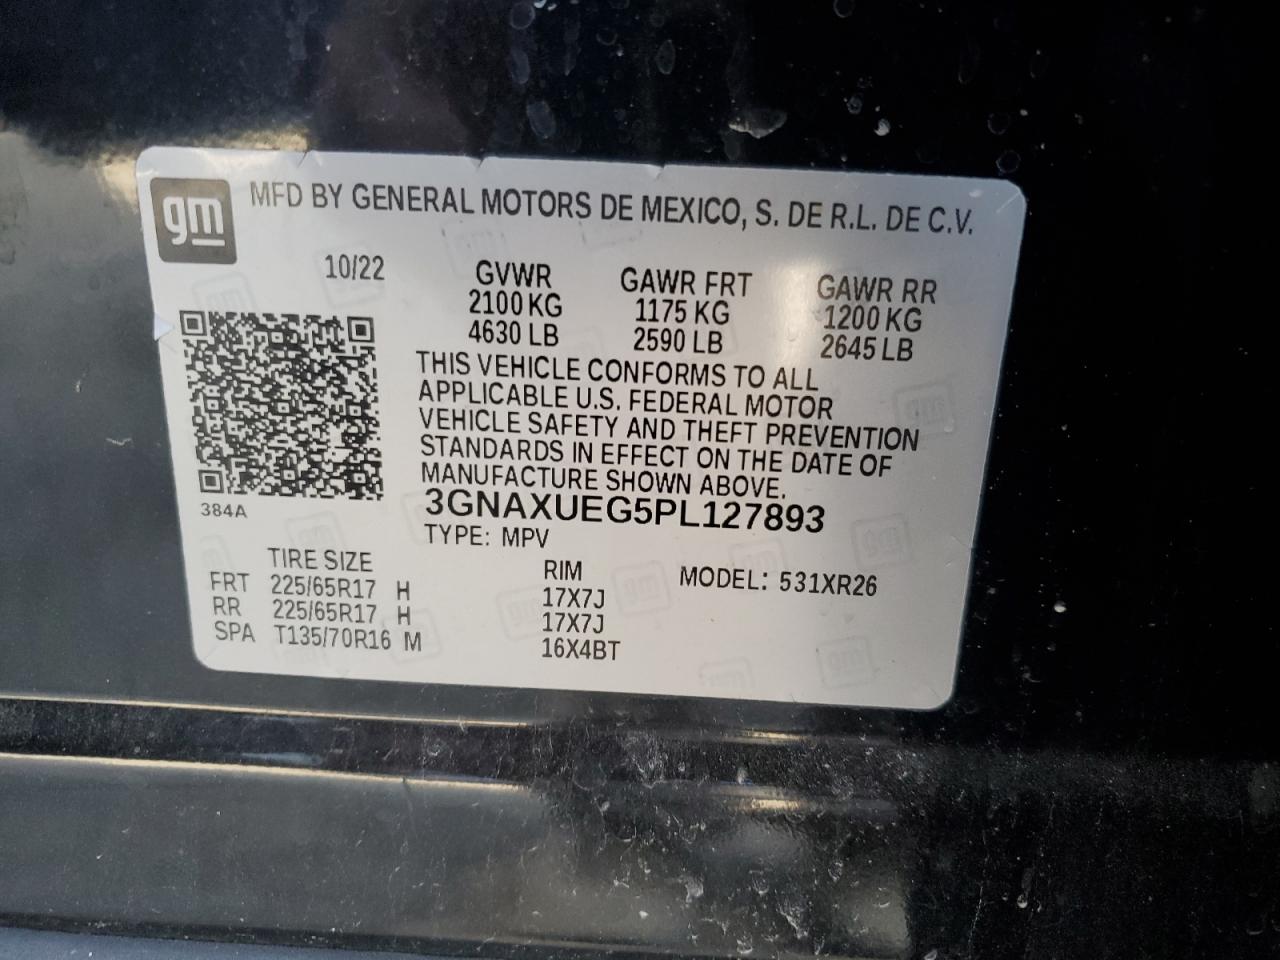 gm
MFD BY GENERAL MOTORS DE MEXICO, S. DE R.L. DE C.V.
10/22
GVWR GAWR FRT GAWR RR
2100 KG 1175 KG 1200 KG
4630 LB 2590 LB 2645 LB
THIS VEHICLE CONFORMS TO ALL
APPLICABLE U.S. FEDERAL MOTOR
VEHICLE SAFETY AND THEFT PREVENTION
STANDARDS IN EFFECT ON THE DATE OF
MANUFACTURE SHOWN ABOVE.
384A
3GNAXUEG5PL127893
TYPE: MPV
TIRE SIZE RIM MODEL: 531XR26
FRT 225/65R17 H 17X7J
RR 225/65R17 H 17X7J
SPA T135/70R16 M 16X4BT